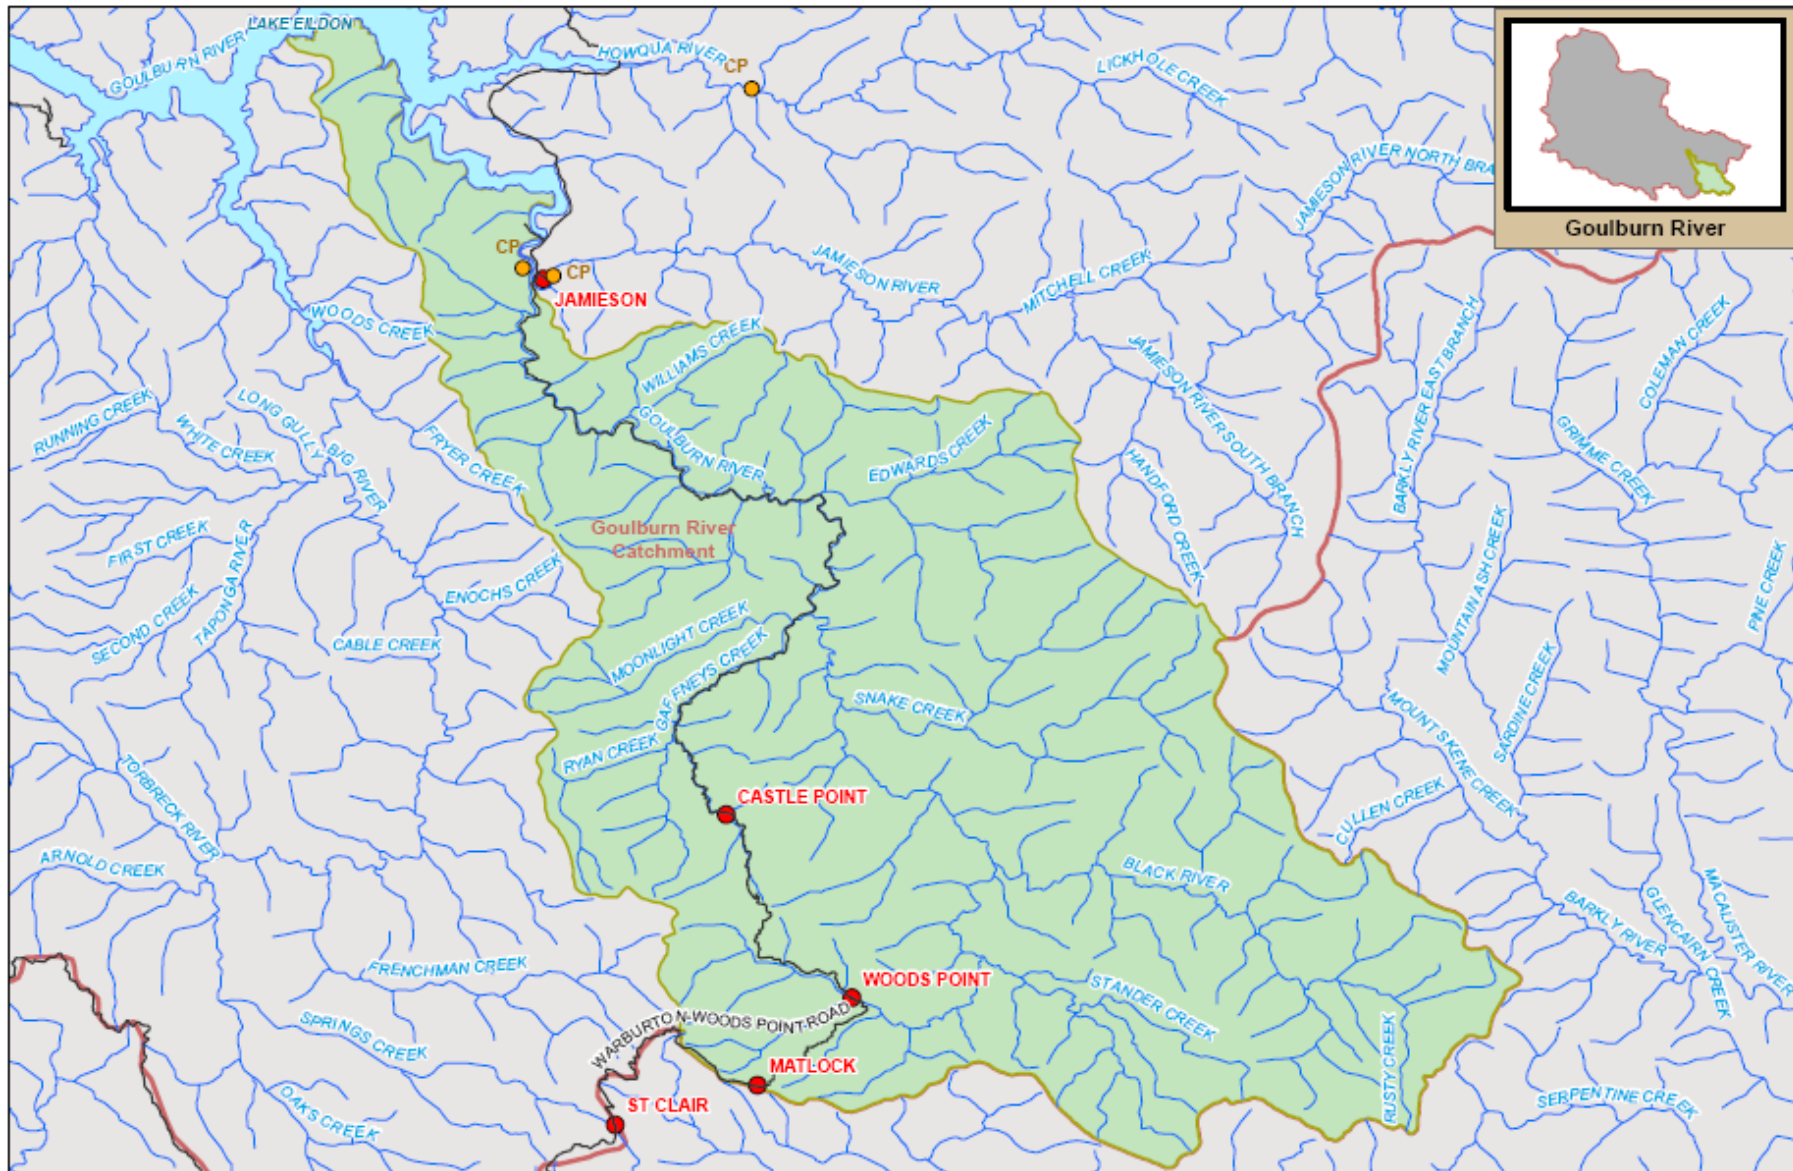 LAKE EILDON
GOULBURN RIVER
HOWQUA RIVER
CP
LICKHOLE CREEK
JAMIESON RIVER NORTH BRA
Goulburn River
CP
CP
JAMIESON
JAMIESON RIVER
MITCHELL CREEK
WOODS CREEK
WILLIAMS CREEK
JAMIESON RIVER SOUTH BRANCH
BARKLY RIVER EAST BRANCH
COLEMAN CREEK
RUNNING CREEK
WHITE CREEK
LONG GULLY
BIG RIVER
FRYER CREEK
GOULBURN RIVER
EDWARDS CREEK
HANDFORD CREEK
GRIMME CREEK
FIRST CREEK
TAPONGA RIVER
Goulburn River
Catchment
MOUNTAIN ASH CREEK
PINE CREEK
SECOND CREEK
ENOCHS CREEK
CABLE CREEK
MOONLIGHT CREEK
GAFFNEYS CREEK
SNAKE CREEK
SARDINE CREEK
MOUNT SKENE CREEK
RYAN CREEK
TORBRECK RIVER
CASTLE POINT
CULLEN CREEK
ARNOLD CREEK
BLACK RIVER
BARKLY RIVER
GLENCAIRN CREEK
MACALISTER RIVER
FRENCHMAN CREEK
WOODS POINT
STANDER CREEK
SPRINGS CREEK
WARBURTON-WOODS POINT ROAD
RUSTY CREEK
MATLOCK
OAKS CREEK
ST CLAIR
SERPENTINE CREEK